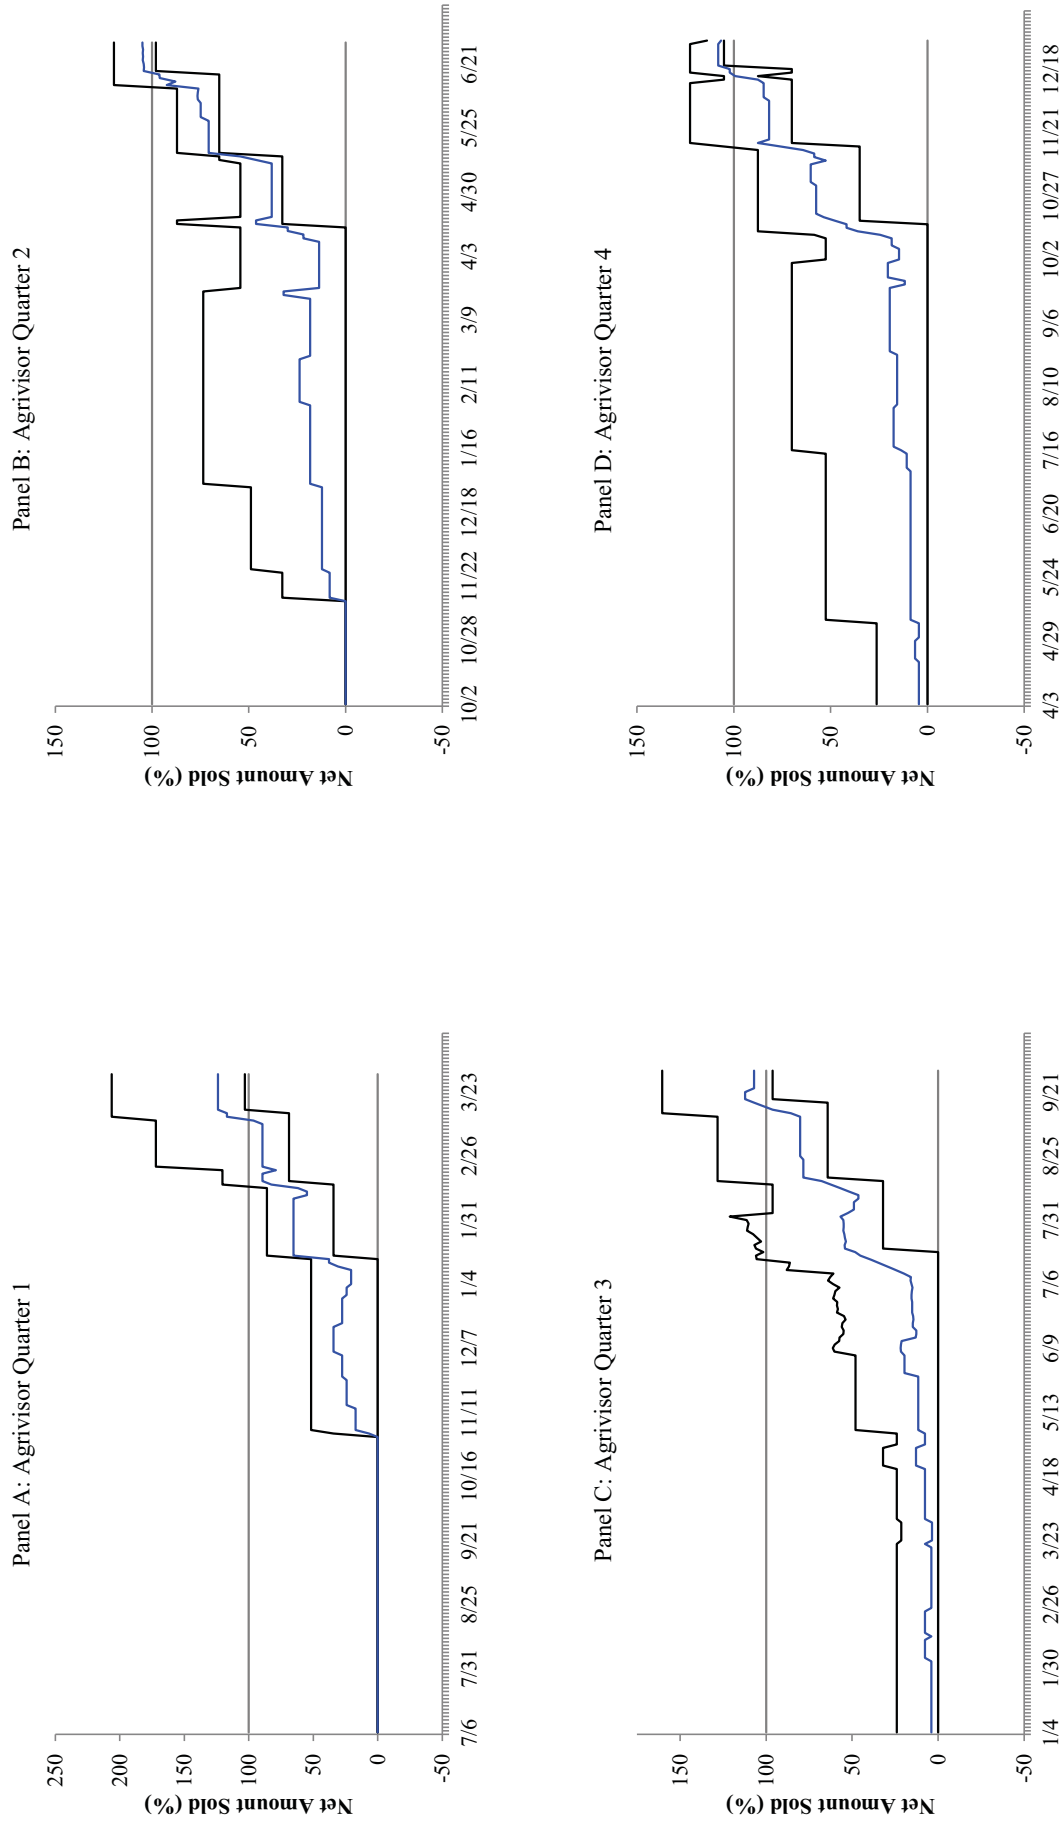 Panel A: Agrivisor Quarter 1
Net Amount Sold (%)
250
200
150
100
50
0
-50
7/6 7/31 8/25 9/21 10/16 11/11 12/7 1/4 1/31 2/26 3/23
Panel B: Agrivisor Quarter 2
Net Amount Sold (%)
150
100
50
0
-50
10/2 10/28 11/22 12/18 1/16 2/11 3/9 4/3 4/30 5/25 6/21
Panel C: Agrivisor Quarter 3
Net Amount Sold (%)
150
100
50
0
-50
1/4 1/30 2/26 3/23 4/18 5/13 6/9 7/6 7/31 8/25 9/21
Panel D: Agrivisor Quarter 4
Net Amount Sold (%)
150
100
50
0
-50
4/3 4/29 5/24 6/20 7/16 8/10 9/6 10/2 10/27 11/21 12/18